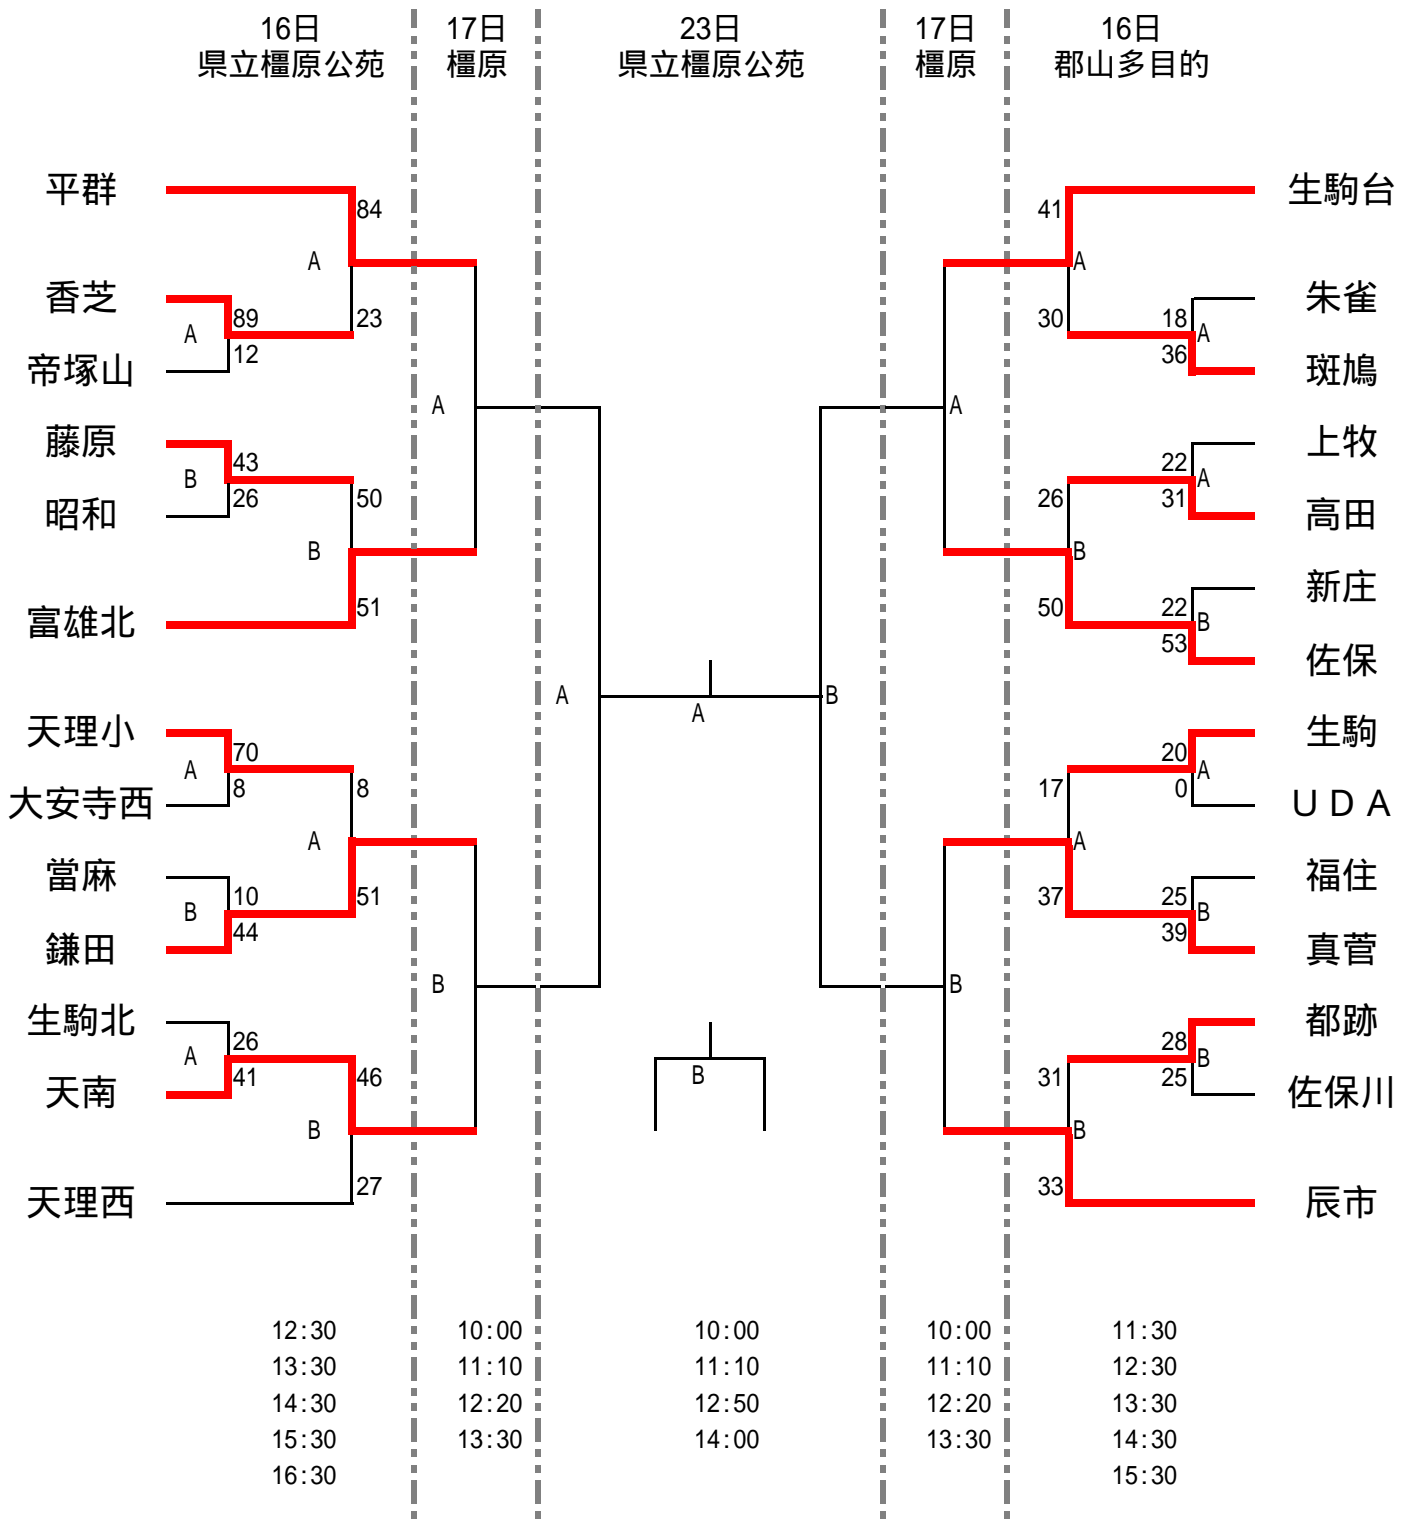 16日 17日 23日 17日 16日
県立橿原公苑 橿原 県立橿原公苑 橿原 郡山多目的
平群 生駒台
84 41
A A
香芝 朱雀
89 23 30 18
A A
12 36
帝塚山 斑鳩
A A
藤原 上牧
43 22
B A
26 50 26 31
昭和 高田
B B
新庄
51 50 22
富雄北 B
53
佐保
A B
A
天理小 生駒
70 20
A A
8 8 17 0
大安寺西 ＵＤＡ
A A
當麻 福住
10 51 37 25
B B
44 39
鎌田 真菅
B B
生駒北 都跡
26 28
A B
41 46 31 25
B
天南 佐保川
B B
27 33
天理西 辰市
12:30 10:00 10:00 10:00 11:30
13:30 11:10 11:10 11:10 12:30
14:30 12:20 12:50 12:20 13:30
15:30 13:30 14:00 13:30 14:30
16:30 15:30